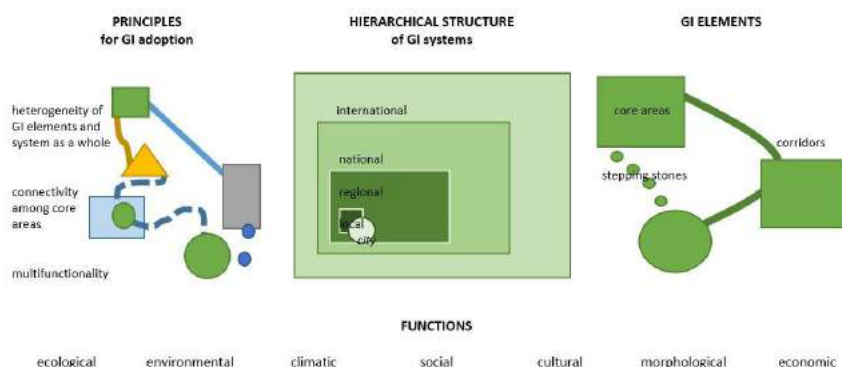 PRINCIPLES
for GI adoption
heterogeneity of
GI elements and
system as a whole
connectivity
among core
areas
multifunctionality
HIERARCHICAL STRUCTURE
of GI systems
international
national
regional
local
city
GI ELEMENTS
core areas
corridors
stepping stones
FUNCTIONS
ecological environmental climatic social cultural morphological economic